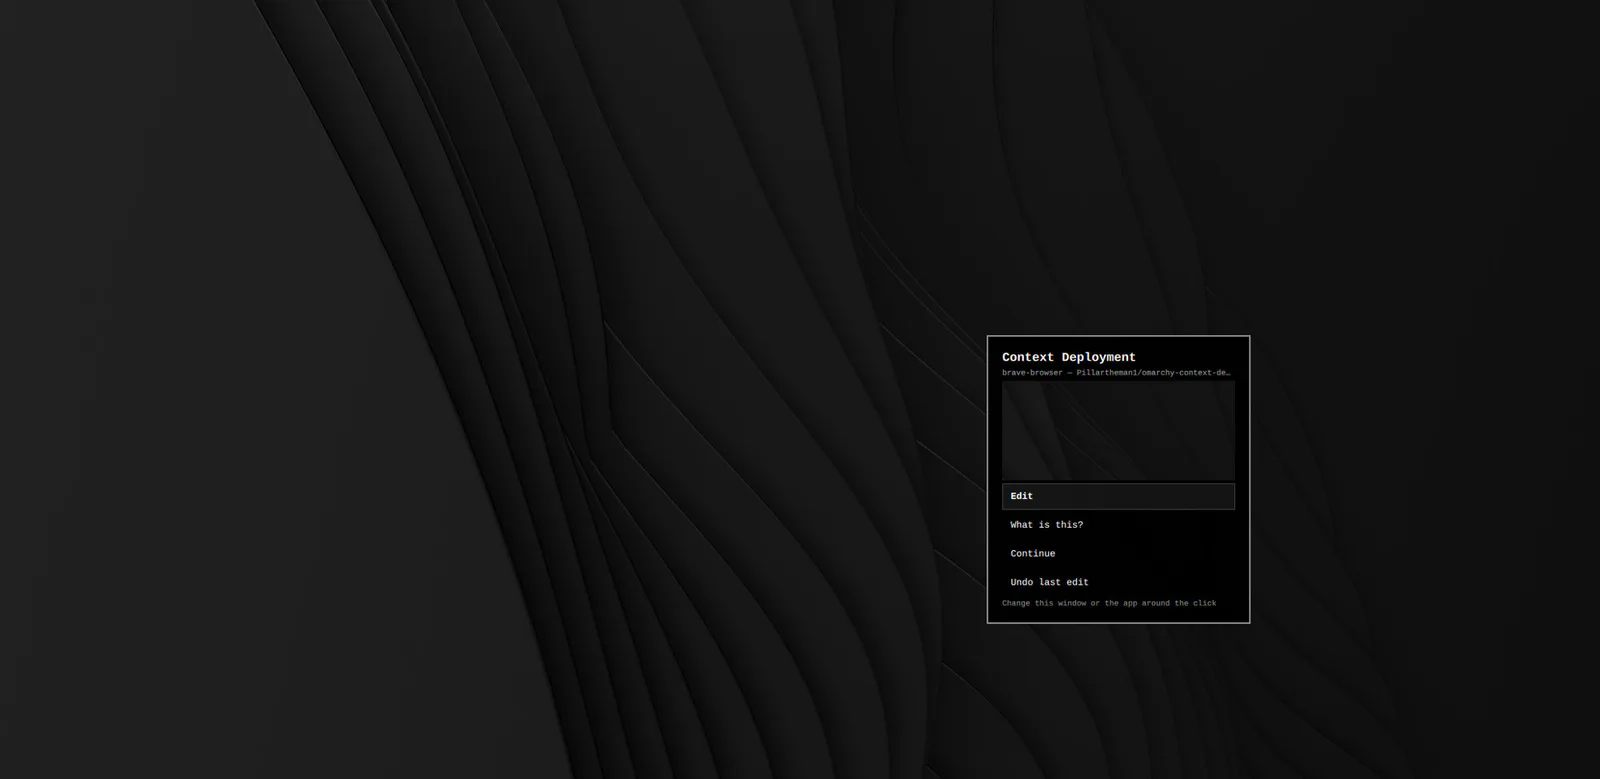 Context Deployment
brave-browser — Pillartheman1/omarchy-context-de…
Edit
What is this?
Continue
Undo last edit
Change this window or the app around the click